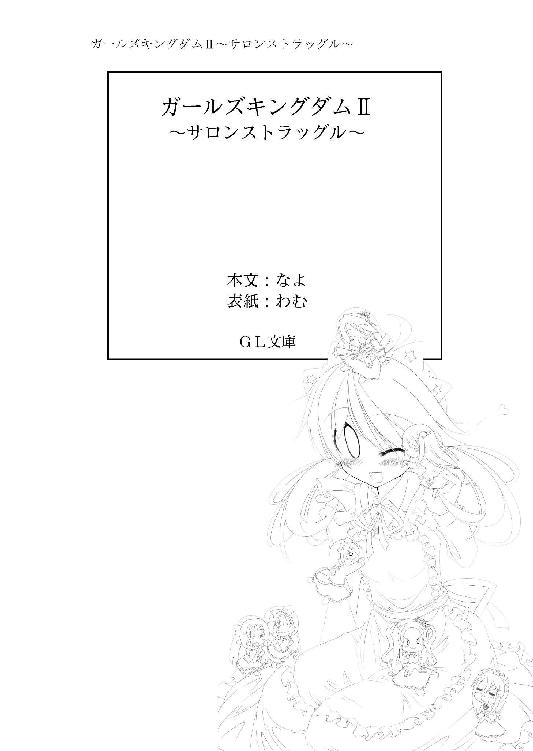 ガールズキングダムⅡ～サロンストラッグル～
ガールズキングダムⅡ
～サロンストラッグル～
本文：なよ
表紙：わむ
ＧＬ文庫